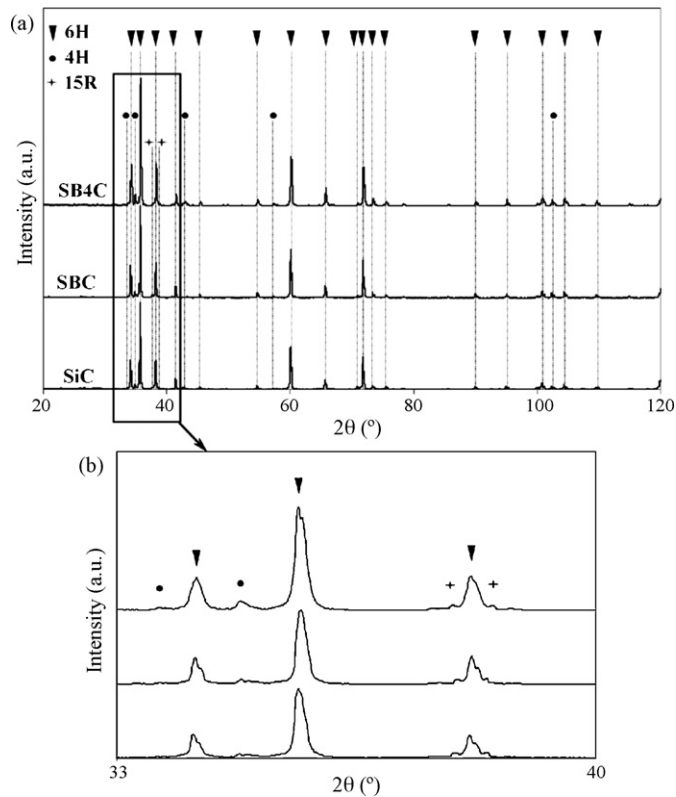 (a)
6H
4H
15R
SB4C
SBC
SiC
Intensity (a.u.)
20 40 60 80 100 120
2θ (º)
(b)
Intensity (a.u.)
33 40
2θ (º)